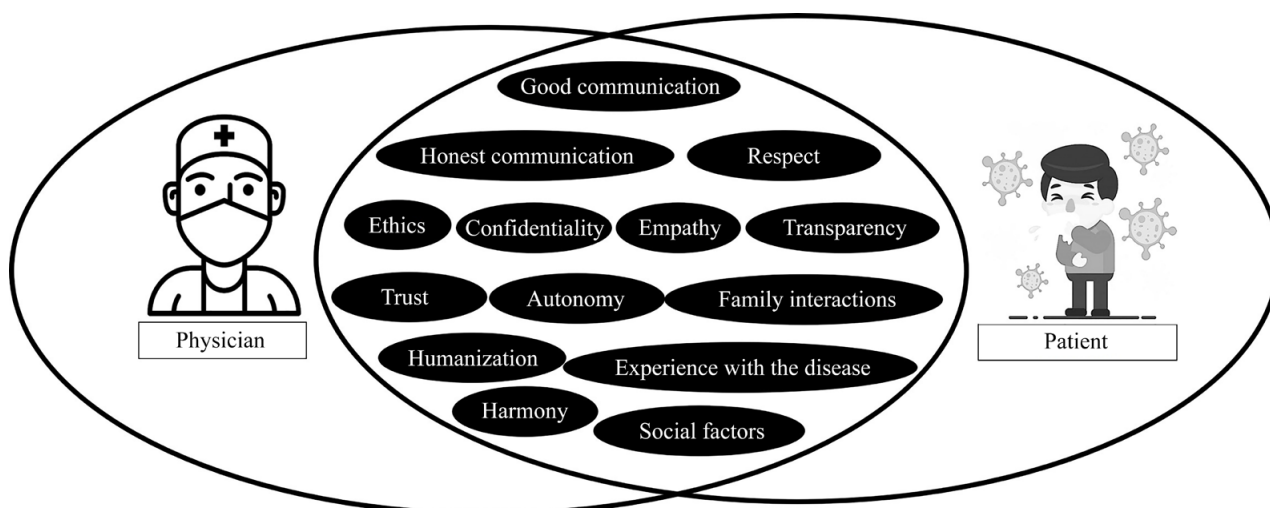 Good communication
Honest communication
Respect
Ethics
Confidentiality
Empathy
Transparency
Trust
Autonomy
Family interactions
Physician
Patient
Humanization
Experience with the disease
Harmony
Social factors